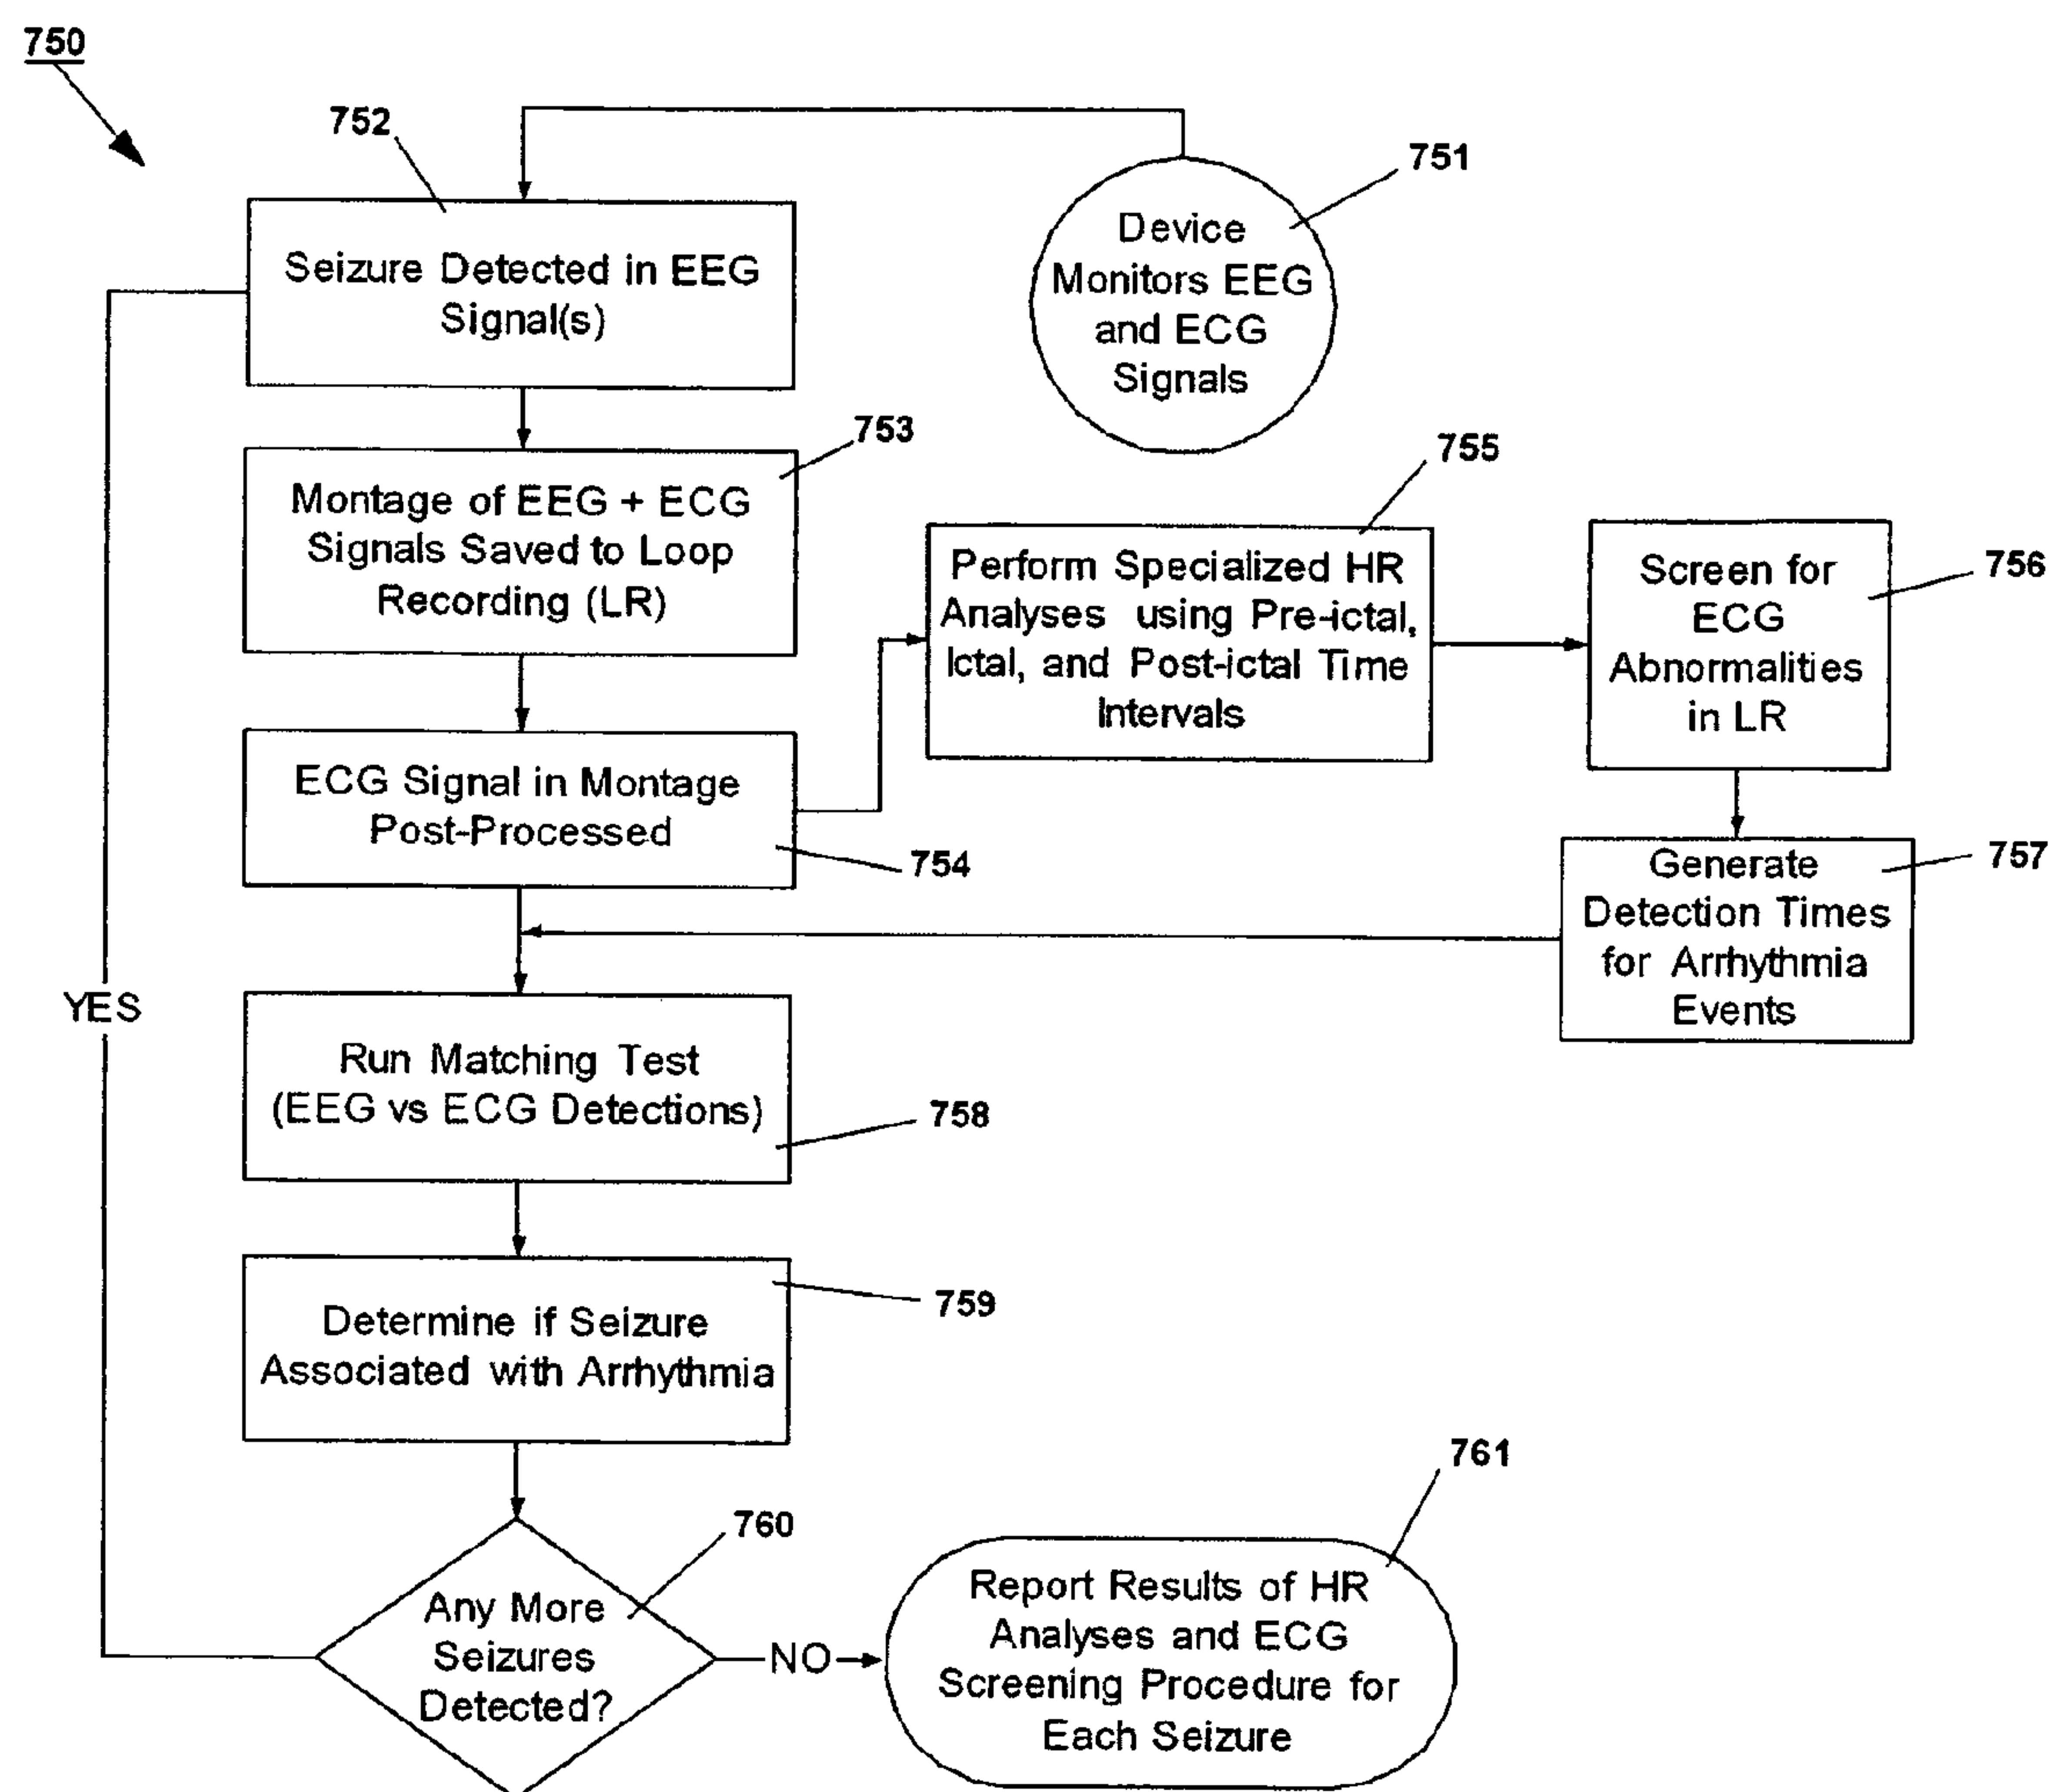 750
752
751
Device
Monitors EEG
and ECG
Signals
Seizure Detected in EEG
Signal(s)
753
Montage of EEG + ECG
Signals Saved to Loop
Recording (LR)
755
Perform Specialized HR
Analyses using Pre-ictal,
Ictal, and Post-ictal Time
Intervals
756
Screen for
ECG
Abnormalities
in LR
ECG Signal in Montage
Post-Processed
754
757
Generate
Detection Times
for Arrhythmia
Events
YES
Run Matching Test
(EEG vs ECG Detections)
758
Determine if Seizure
Associated with Arrhythmia
759
760
Any More
Seizures
Detected?
NO
761
Report Results of HR
Analyses and ECG
Screening Procedure for
Each Seizure